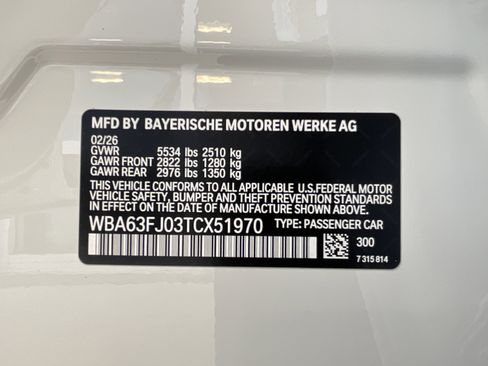 MFD BY BAYERISCHE MOTOREN WERKE AG
02/26
GVWR 5534 lbs 2510 kg
GAWR FRONT 2822 lbs 1280 kg
GAWR REAR 2976 lbs 1350 kg
THIS VEHICLE CONFORMS TO ALL APPLICABLE U.S.FEDERAL MOTOR
VEHICLE SAFETY, BUMPER AND THEFT PREVENTION STANDARDS
IN EFFECT ON THE DATE OF MANUFACTURE SHOWN ABOVE.
WBA63FJ03TCX51970 TYPE: PASSENGER CAR
300
7 315 814